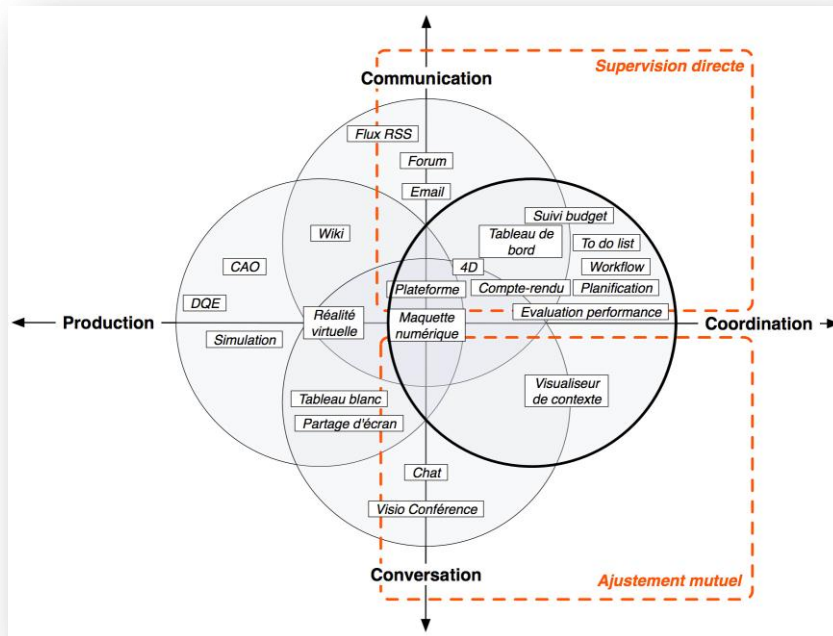 Supervision directe
Communication
Flux RSS
Forum
Email
Suivi budget
Wiki
Tableau de
bord
To do list
CAO
4D
Workflow
Plateforme
Compte-rendu
Planification
DQE
Réalité
virtuelle
Maquette
numérique
Evaluation performance
Production
Coordination
Simulation
Visualiseur
de contexte
Tableau blanc
Partage d'écran
Chat
Visio Conférence
Conversation
Ajustement mutuel